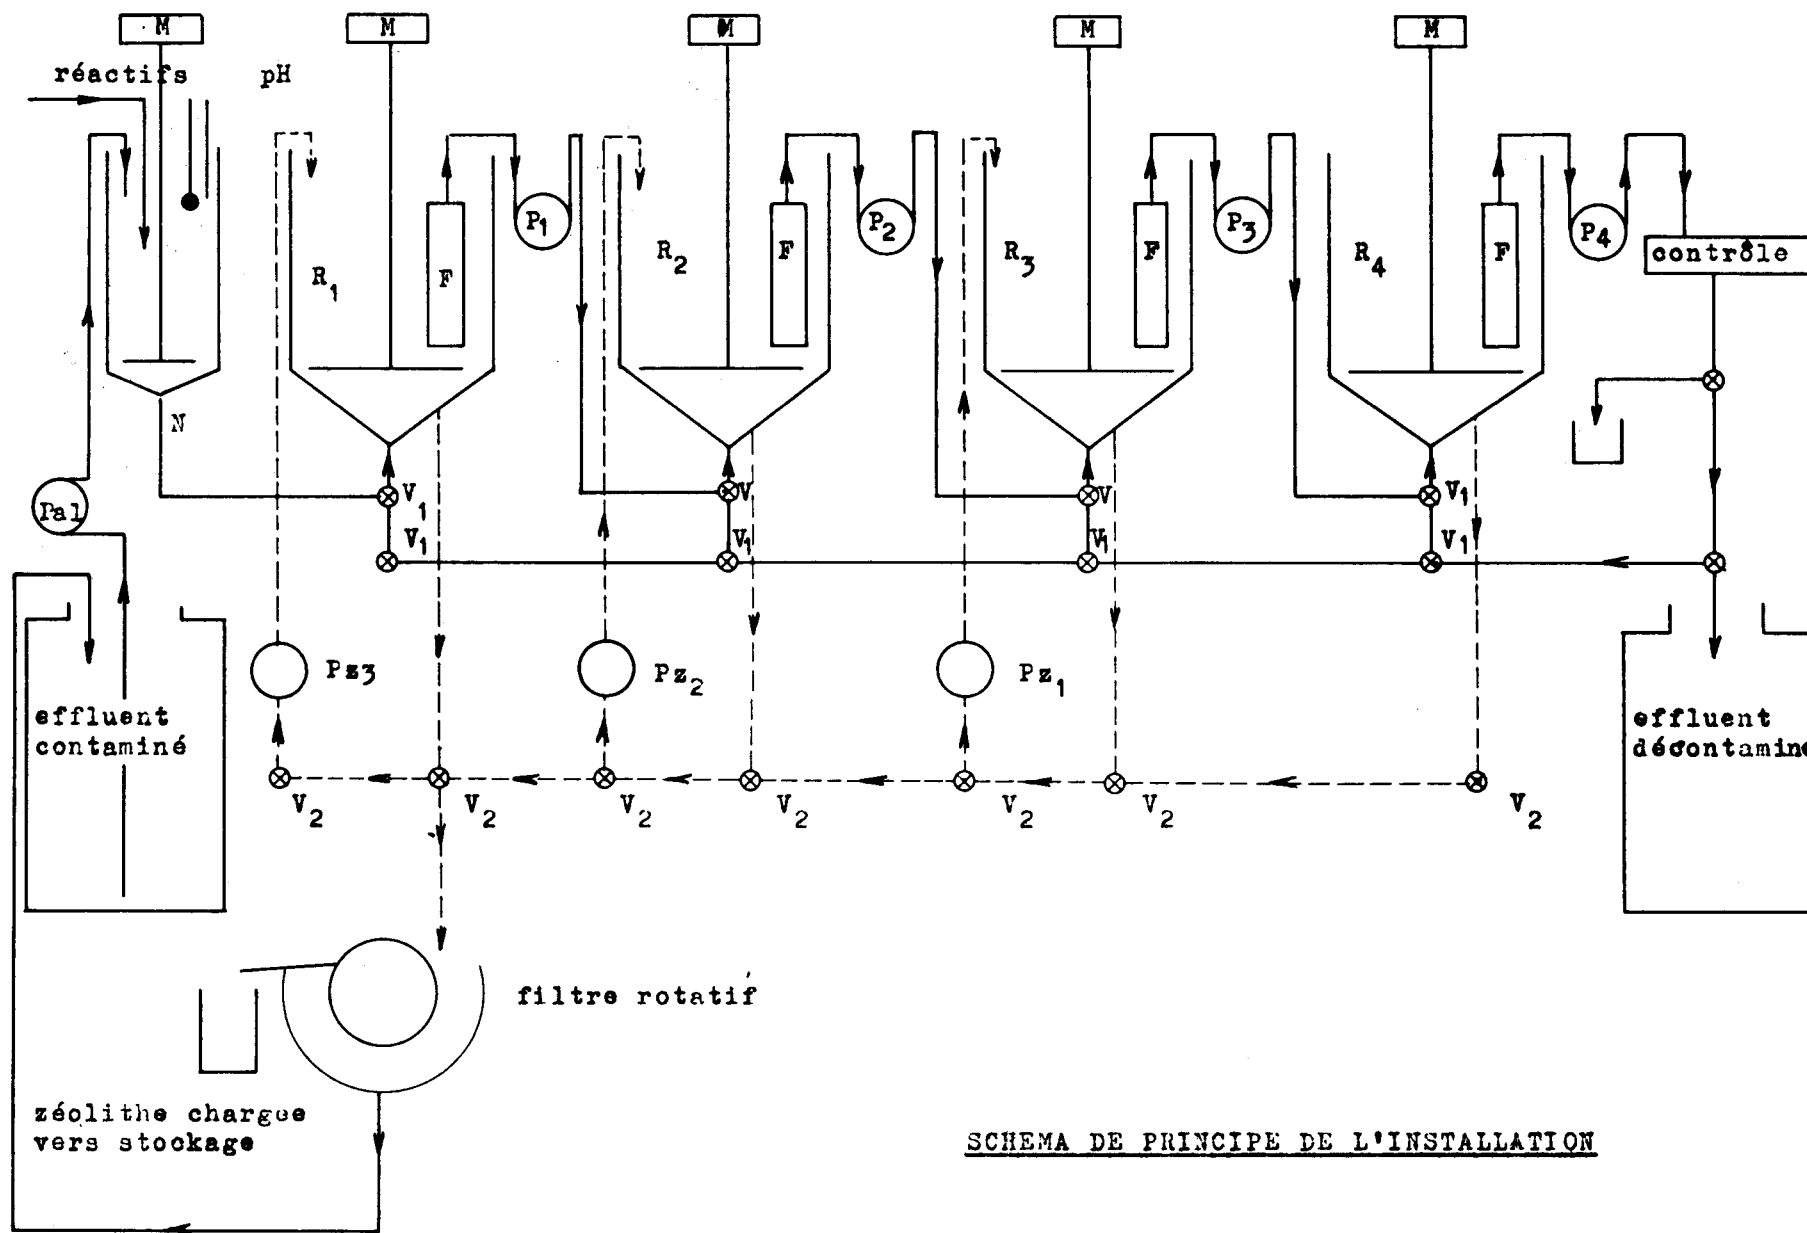 M M M M M
réactifs pH
P1 P2 P3 P4
R1 F R2 F R3 F R4 F
contrôle
N
Pal
V1 V V V1
V1 V1 V1 V1
Pz3 Pz2 Pz1
effluent
contaminé
effluent
décontaminé
V2 V2 V2 V2 V2 V2 V2
filtre rotatif
zéolithe chargée
vers stockage
SCHEMA DE PRINCIPE DE L'INSTALLATION